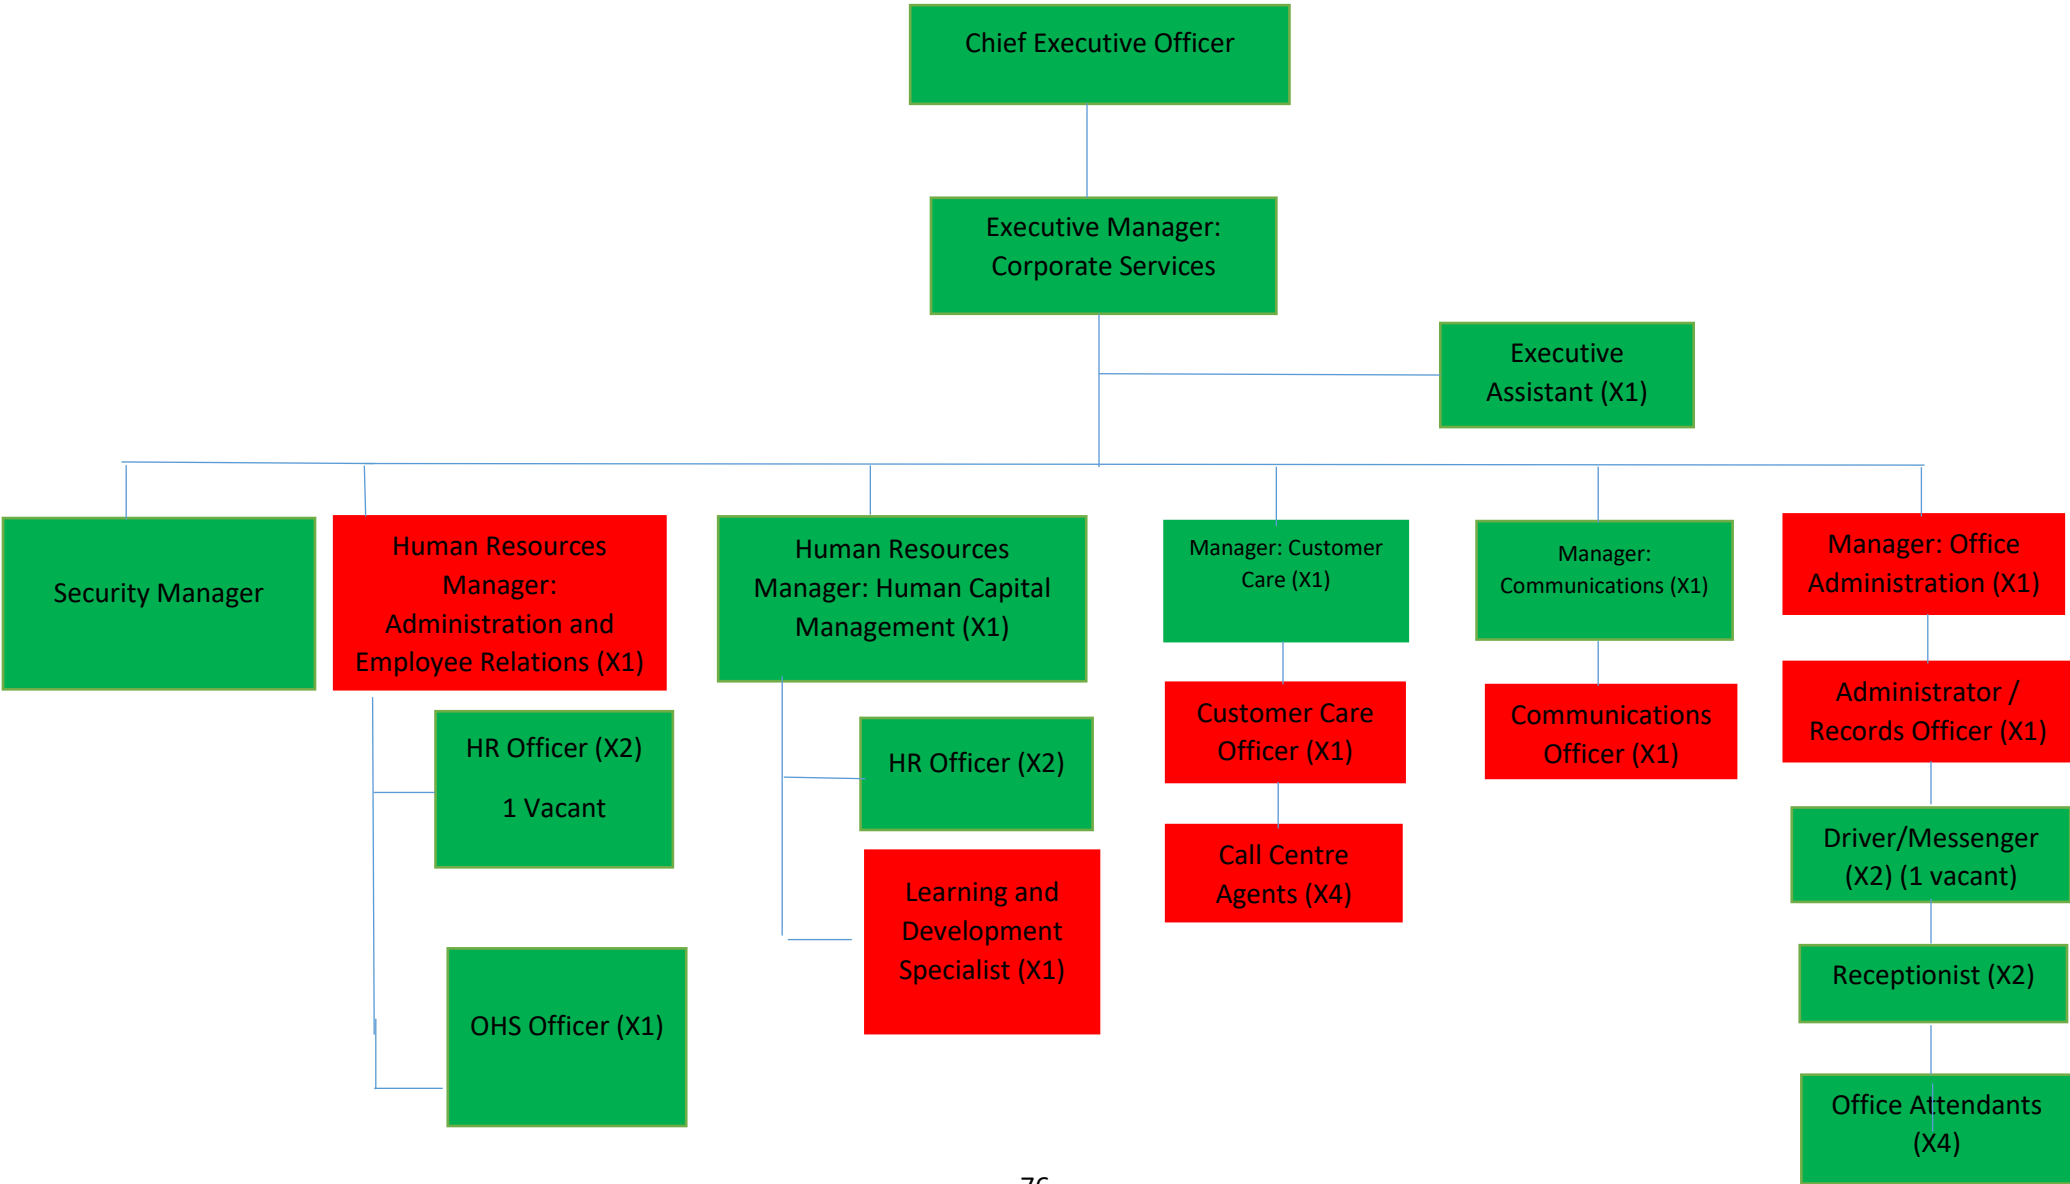 Chief Executive Officer
Executive Manager:
Corporate Services
Executive
Assistant (X1)
Security Manager
Human Resources
Manager:
Administration and
Employee Relations (X1)
HR Officer (X2)
1 Vacant
OHS Officer (X1)
Human Resources
Manager: Human Capital
Management (X1)
HR Officer (X2)
Learning and
Development
Specialist (X1)
Manager: Customer
Care (X1)
Customer Care
Officer (X1)
Call Centre
Agents (X4)
Manager:
Communications (X1)
Communications
Officer (X1)
Manager: Office
Administration (X1)
Administrator /
Records Officer (X1)
Driver/Messenger
(X2) (1 vacant)
Receptionist (X2)
Office Attendants
(X4)
76